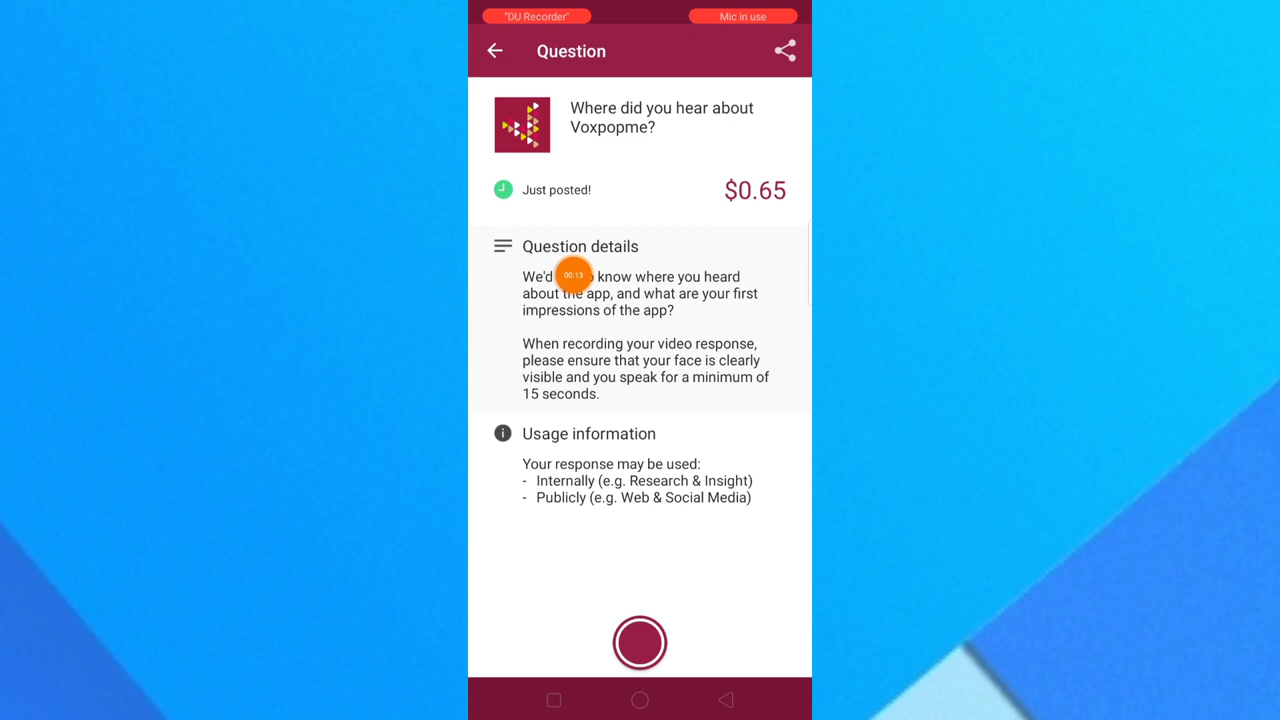 "DU Recorder"
Mic in use
Question
Where did you hear about
Voxpopme?
Just posted!
$0.65
Question details
We'd know where you heard
00:13
about the app, and what are your first
impressions of the app?
When recording your video response,
please ensure that your face is clearly
visible and you speak for a minimum of
15 seconds.
Usage information
Your response may be used:
- Internally (e.g. Research & Insight)
- Publicly (e.g. Web & Social Media)